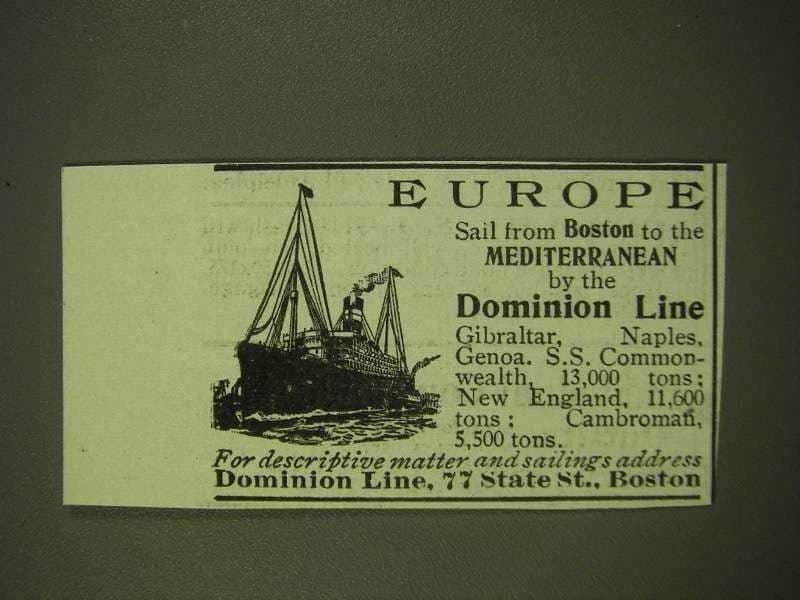 EUROPE
Sail from Boston to the
MEDITERRANEAN
by the
Dominion Line
Gibraltar, Naples,
Genoa. S.S. Common-
wealth, 13,000 tons;
New England, 11,600
tons; Cambroman,
5,500 tons.
For descriptive matter and sailings address
Dominion Line, 77 State St., Boston